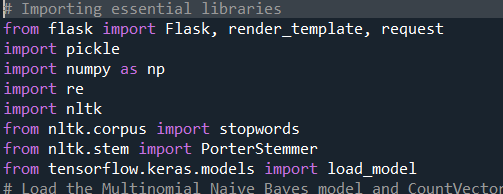 # Importing essential libraries
from flask import Flask, render_template, request
import pickle
import numpy as np
import re
import nltk
from nltk.corpus import stopwords
from nltk.stem import PorterStemmer
from tensorflow.keras.models import load_model
# Load the Multinomial Naive Bayes model and CountVector